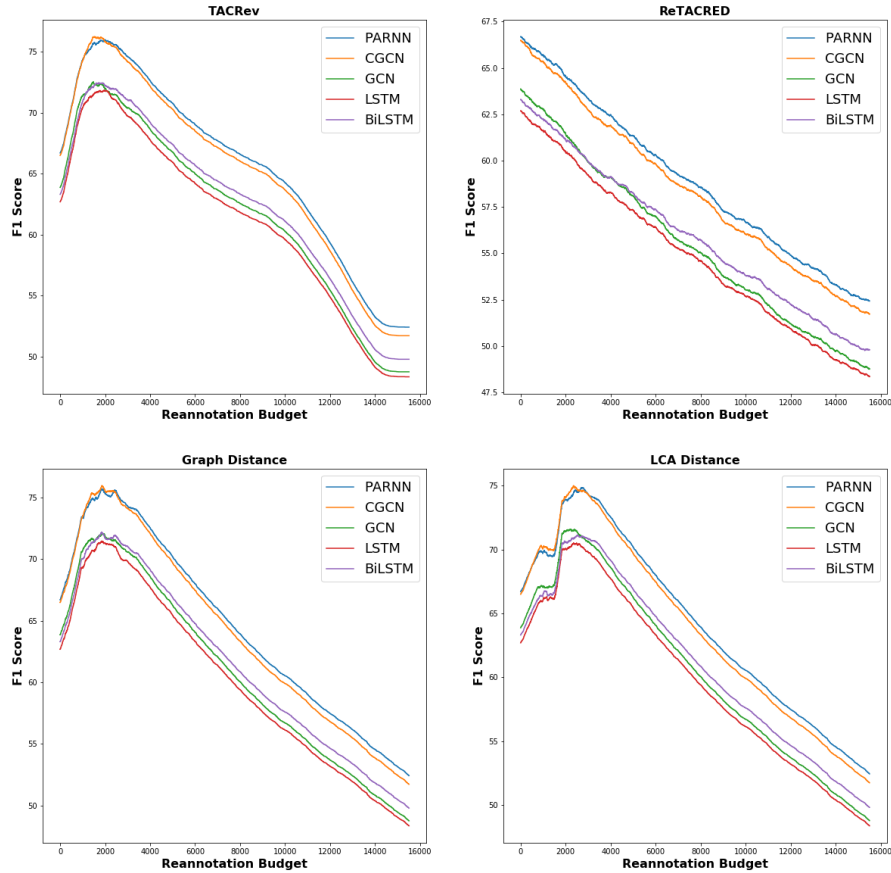 TACRev
F1 Score
75
70
65
60
55
50
PARNN
CGCN
GCN
LSTM
BiLSTM
0 2000 4000 6000 8000 10000 12000 14000 16000
Reannotation Budget
ReTACRED
F1 Score
67.5
65.0
62.5
60.0
57.5
55.0
52.5
50.0
47.5
PARNN
CGCN
GCN
LSTM
BiLSTM
0 2000 4000 6000 8000 10000 12000 14000 16000
Reannotation Budget
Graph Distance
F1 Score
75
70
65
60
55
50
PARNN
CGCN
GCN
LSTM
BiLSTM
0 2000 4000 6000 8000 10000 12000 14000 16000
Reannotation Budget
LCA Distance
F1 Score
75
70
65
60
55
50
PARNN
CGCN
GCN
LSTM
BiLSTM
0 2000 4000 6000 8000 10000 12000 14000 16000
Reannotation Budget